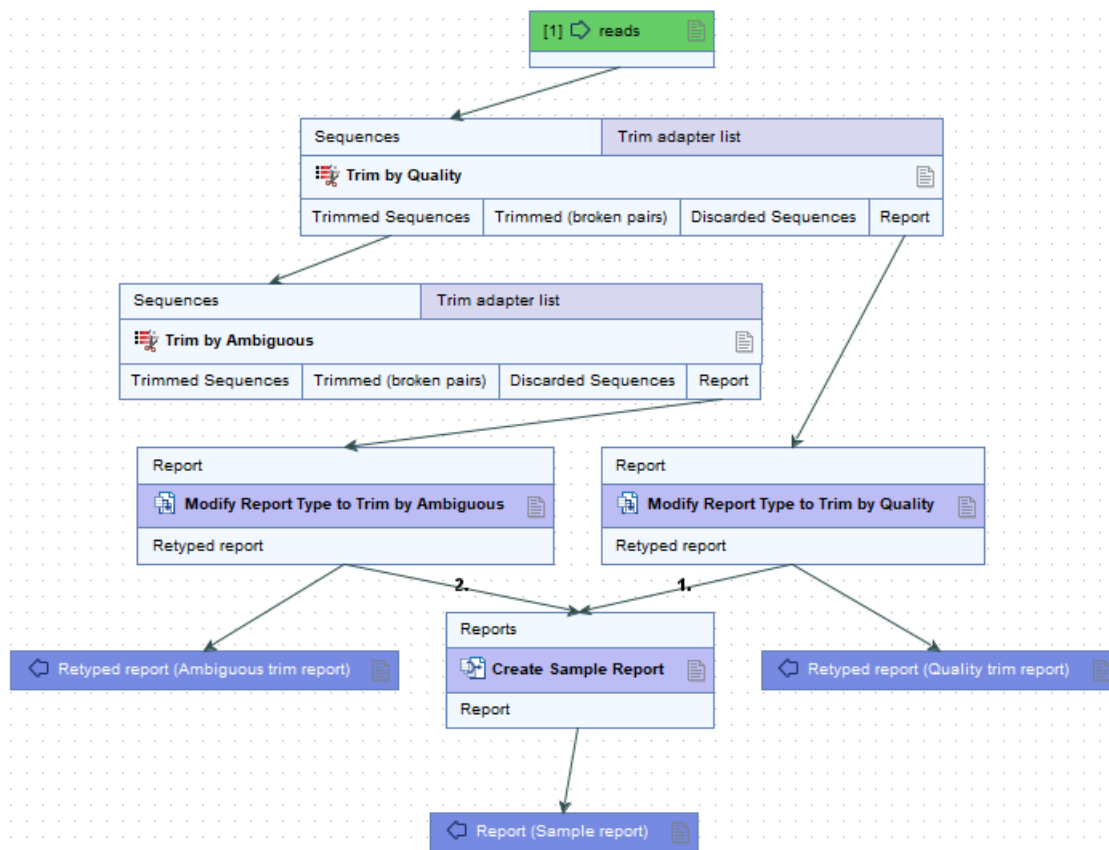 [1] reads
Sequences Trim adapter list
Trim by Quality
Trimmed Sequences Trimmed (broken pairs) Discarded Sequences Report
Sequences Trim adapter list
Trim by Ambiguous
Trimmed Sequences Trimmed (broken pairs) Discarded Sequences Report
Report Report
Modify Report Type to Trim by Ambiguous Modify Report Type to Trim by Quality
Retyped report Retyped report
2. 1.
Reports
Retyped report (Ambiguous trim report) Create Sample Report Retyped report (Quality trim report)
Report
Report (Sample report)